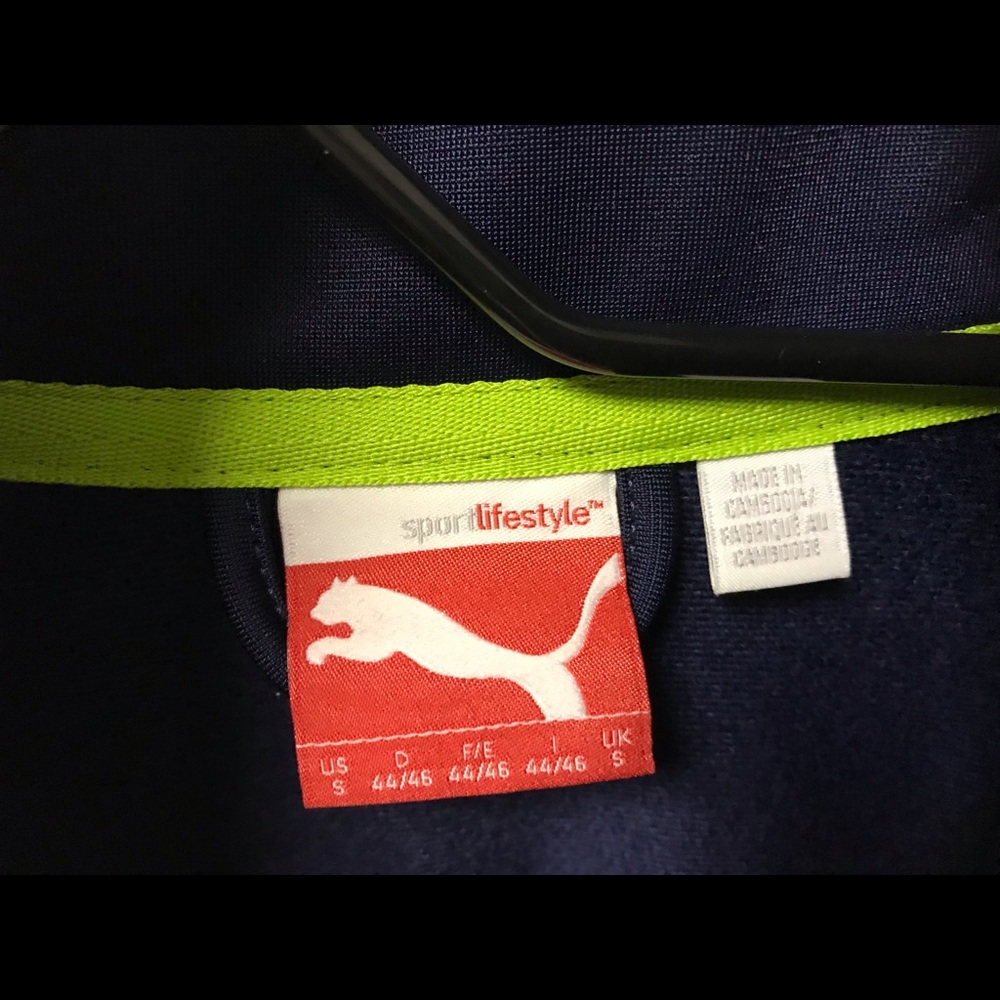 sportlifestyle™
US D F/E I UK
S 44/46 44/46 44/46 S
MADE IN
CAMBODIA/
FABRIQUÉ AU
CAMBODGE